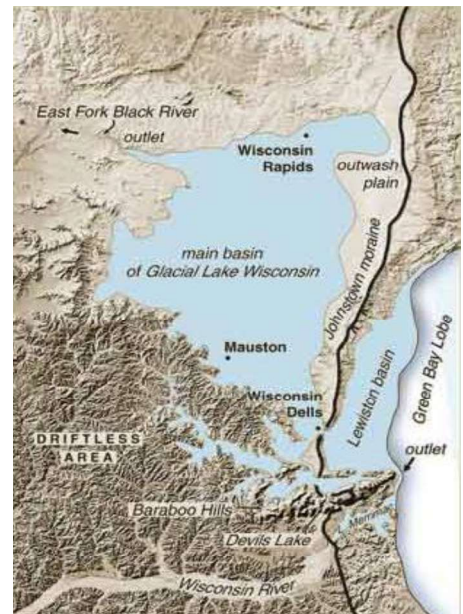 East Fork Black River
outlet
Wisconsin
Rapids
outwash
plain
main basin
of Glacial Lake Wisconsin
Johnstown moraine
Mauston
Green Bay Lobe
Lewiston basin
Wisconsin
Dells
DRIFTLESS
AREA
outlet
Baraboo Hills
Merrimac
Devils Lake
Wisconsin River